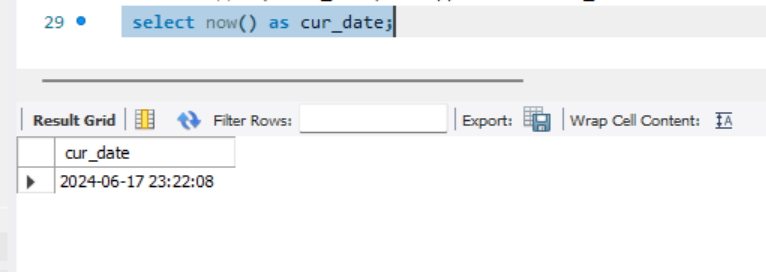 29 select now() as cur_date;
Result Grid Filter Rows: Export: Wrap Cell Content: IA
cur_date
2024-06-17 23:22:08